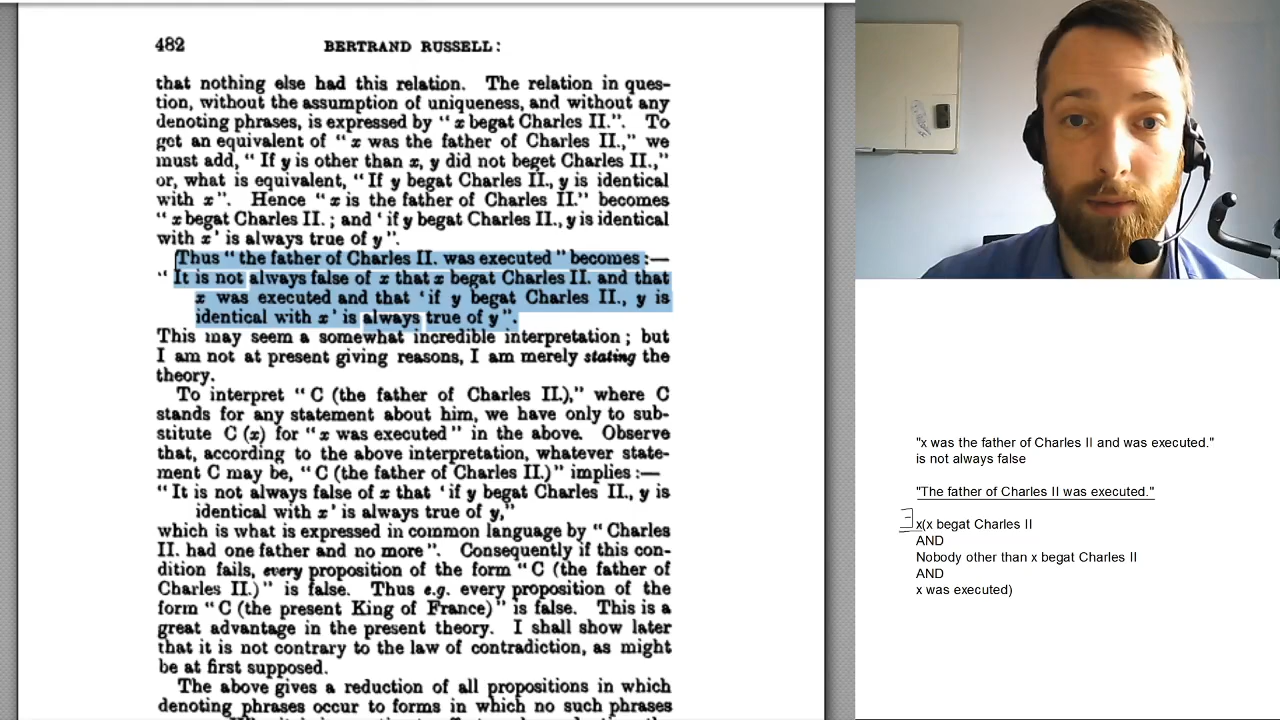 482 BERTRAND RUSSELL:
that nothing else had this relation. The relation in ques-
tion, without the assumption of uniqueness, and without any
denoting phrases, is expressed by “ x begat Charles II.”. To
get an equivalent of “ x was the father of Charles II.,” we
must add, “ If y is other than x, y did not beget Charles II.,”
or, what is equivalent, “ If y begat Charles II., y is identical
with x ”. Hence “ x is the father of Charles II.” becomes
“ x begat Charles II. ; and ‘ if y begat Charles II., y is identical
with x ’ is always true of y ”.
Thus “ the father of Charles II. was executed ” becomes :—
“ It is not always false of x that x begat Charles II. and that
x was executed and that ‘ if y begat Charles II., y is
identical with x ’ is always true of y ”.
This may seem a somewhat incredible interpretation ; but
I am not at present giving reasons, I am merely stating the
theory.
To interpret “ C (the father of Charles II.),” where C
stands for any statement about him, we have only to sub-
stitute C (x) for “ x was executed ” in the above. Observe
that, according to the above interpretation, whatever state-
ment C may be, “ C (the father of Charles II.) ” implies :—
“ It is not always false of x that ‘ if y begat Charles II., y is
identical with x ’ is always true of y,”
which is what is expressed in common language by “ Charles
II. had one father and no more ”. Consequently if this con-
dition fails, every proposition of the form “ C (the father of
Charles II.) ” is false. Thus e.g. every proposition of the
form “ C (the present King of France) ” is false. This is a
great advantage in the present theory. I shall show later
that it is not contrary to the law of contradiction, as might
be at first supposed.
The above gives a reduction of all propositions in which
denoting phrases occur to forms in which no such phrases
"x was the father of Charles II and was executed."
is not always false
"The father of Charles II was executed."
∃x(x begat Charles II
AND
Nobody other than x begat Charles II
AND
x was executed)